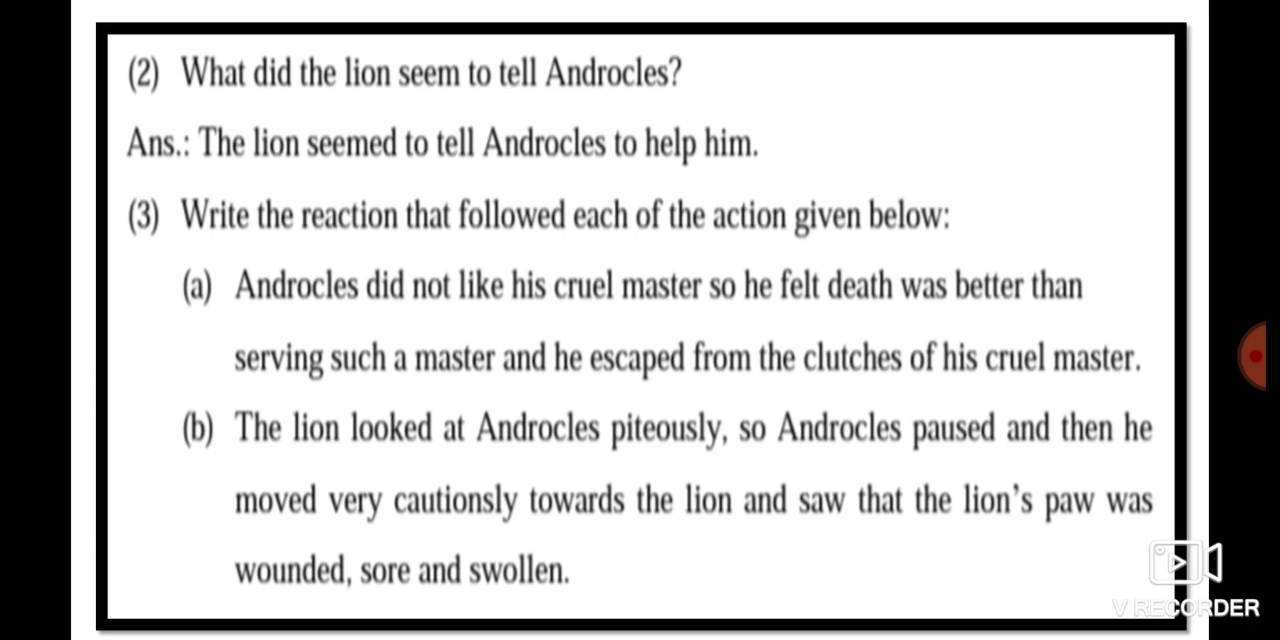 (2) What did the lion seem to tell Androcles?
Ans.: The lion seemed to tell Androcles to help him.
(3) Write the reaction that followed each of the action given below:
(a) Androcles did not like his cruel master so he felt death was better than
serving such a master and he escaped from the clutches of his cruel master.
(b) The lion looked at Androcles piteously, so Androcles paused and then he
moved very cautionsly towards the lion and saw that the lion's paw was
wounded, sore and swollen.
V RECORDER